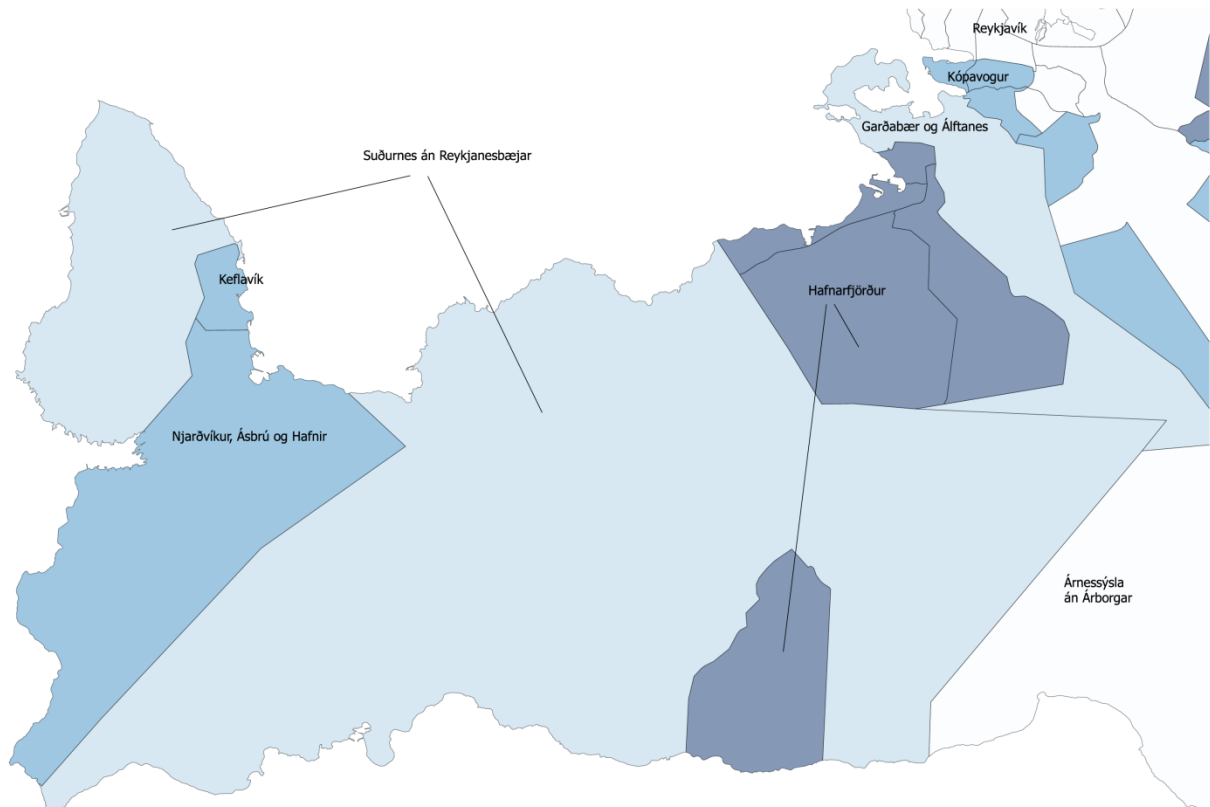 Reykjavík
Kópavogur
Garðabær og Álftanes
Suðurnes án Reykjanesbæjar
Keflavík
Hafnarfjörður
Njarðvíkur, Ásbrú og Hafnir
Árnessýsla
án Árborgar